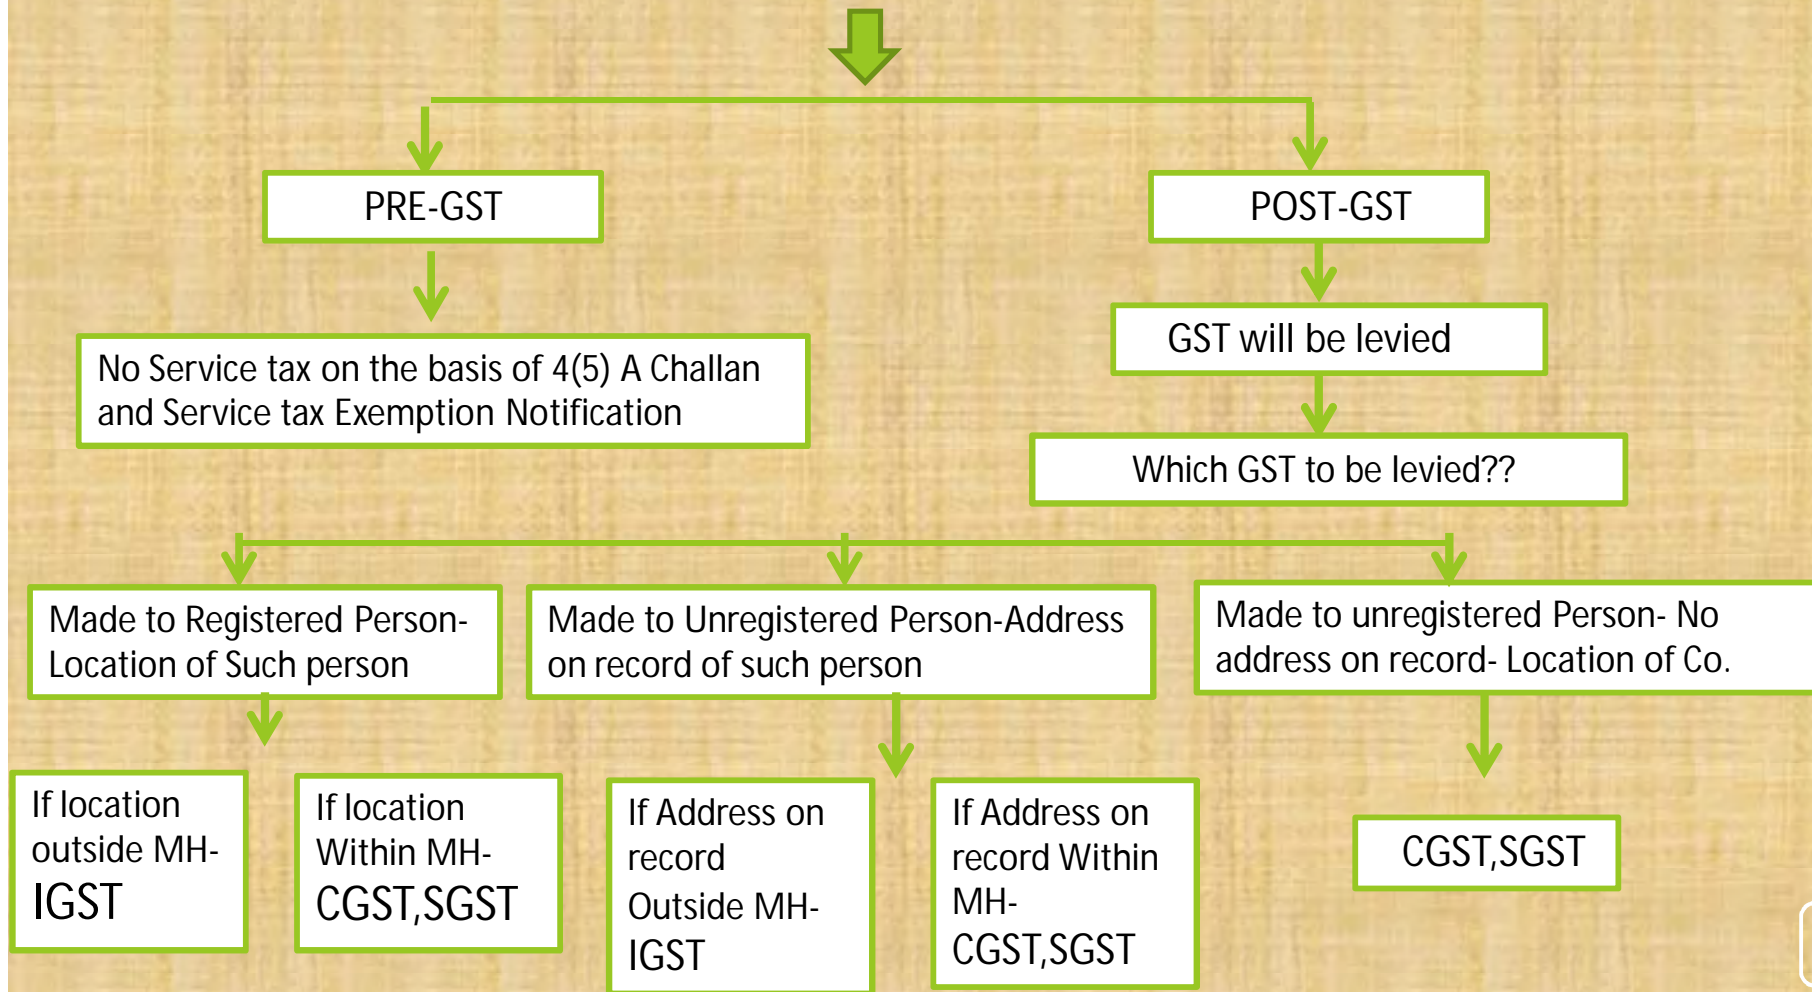 PRE-GST
POST-GST
No Service tax on the basis of 4(5) A Challan
and Service tax Exemption Notification
GST will be levied
Which GST to be levied??
Made to Registered Person-
Location of Such person
Made to Unregistered Person-Address
on record of such person
Made to unregistered Person- No
address on record- Location of Co.
If location
outside MH-
IGST
If location
Within MH-
CGST,SGST
If Address on
record
Outside MH-
IGST
If Address on
record Within
MH-
CGST,SGST
CGST,SGST